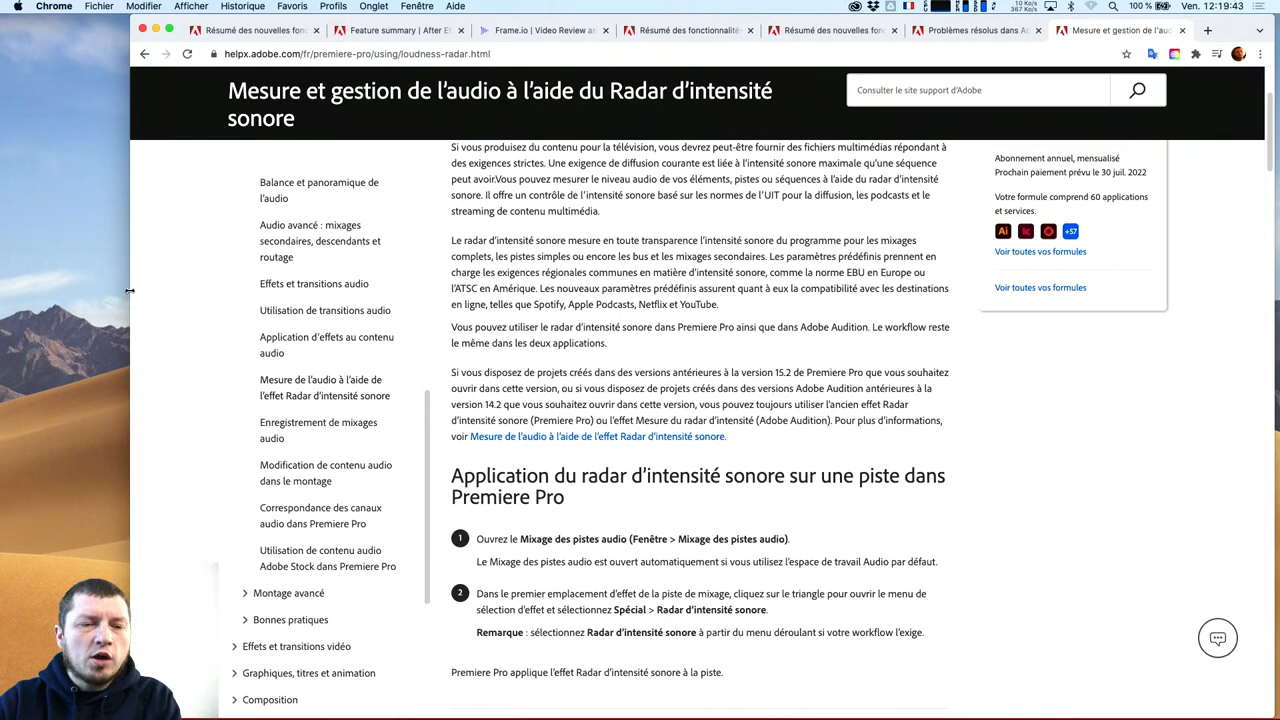 Chrome Fichier Modifier Afficher Historique Favoris Profils Onglet Fenêtre Aide
10 Ko/s
367 Ko/s
100 % Ven. 12:19:43
Résumé des nouvelles fon
Feature summary | After Ef
Frame.io | Video Review an
Résumé des fonctionnalité
Résumé des nouvelles fon
Problèmes résolus dans A
Mesure et gestion de l'aud
helpx.adobe.com/fr/premiere-pro/using/loudness-radar.html
Mesure et gestion de l'audio à l'aide du Radar d'intensité
sonore
Consulter le site support d'Adobe
Balance et panoramique de
l'audio
Audio avancé : mixages
secondaires, descendants et
routage
Effets et transitions audio
Utilisation de transitions audio
Application d'effets au contenu
audio
Mesure de l'audio à l'aide de
l'effet Radar d'intensité sonore
Enregistrement de mixages
audio
Modification de contenu audio
dans le montage
Correspondance des canaux
audio dans Premiere Pro
Utilisation de contenu audio
Adobe Stock dans Premiere Pro
Montage avancé
Bonnes pratiques
Effets et transitions vidéo
Graphiques, titres et animation
Composition
Si vous produisez du contenu pour la télévision, vous devrez peut-être fournir des fichiers multimédias répondant à
des exigences strictes. Une exigence de diffusion courante est liée à l'intensité sonore maximale qu'une séquence
peut avoir.Vous pouvez mesurer le niveau audio de vos éléments, pistes ou séquences à l'aide du radar d'intensité
sonore. Il offre un contrôle de l'intensité sonore basé sur les normes de l'UIT pour la diffusion, les podcasts et le
streaming de contenu multimédia.
Le radar d'intensité sonore mesure en toute transparence l'intensité sonore du programme pour les mixages
complets, les pistes simples ou encore les bus et les mixages secondaires. Les paramètres prédéfinis prennent en
charge les exigences régionales communes en matière d'intensité sonore, comme la norme EBU en Europe ou
l'ATSC en Amérique. Les nouveaux paramètres prédéfinis assurent quant à eux la compatibilité avec les destinations
en ligne, telles que Spotify, Apple Podcasts, Netflix et YouTube.
Vous pouvez utiliser le radar d'intensité sonore dans Premiere Pro ainsi que dans Adobe Audition. Le workflow reste
le même dans les deux applications.
Si vous disposez de projets créés dans des versions antérieures à la version 15.2 de Premiere Pro que vous souhaitez
ouvrir dans cette version, ou si vous disposez de projets créés dans des versions Adobe Audition antérieures à la
version 14.2 que vous souhaitez ouvrir dans cette version, vous pouvez toujours utiliser l'ancien effet Radar
d'intensité sonore (Premiere Pro) ou l'effet Mesure du radar d'intensité (Adobe Audition). Pour plus d'informations,
voir Mesure de l'audio à l'aide de l'effet Radar d'intensité sonore.
Application du radar d'intensité sonore sur une piste dans
Premiere Pro
1 Ouvrez le Mixage des pistes audio (Fenêtre > Mixage des pistes audio).
Le Mixage des pistes audio est ouvert automatiquement si vous utilisez l'espace de travail Audio par défaut.
2 Dans le premier emplacement d'effet de la piste de mixage, cliquez sur le triangle pour ouvrir le menu de
sélection d'effet et sélectionnez Spécial > Radar d'intensité sonore.
Remarque : sélectionnez Radar d'intensité sonore à partir du menu déroulant si votre workflow l'exige.
Premiere Pro applique l'effet Radar d'intensité sonore à la piste.
Abonnement annuel, mensualisé
Prochain paiement prévu le 30 juil. 2022
Votre formule comprend 60 applications
et services.
Ai +57
Voir toutes vos formules
Voir toutes vos formules